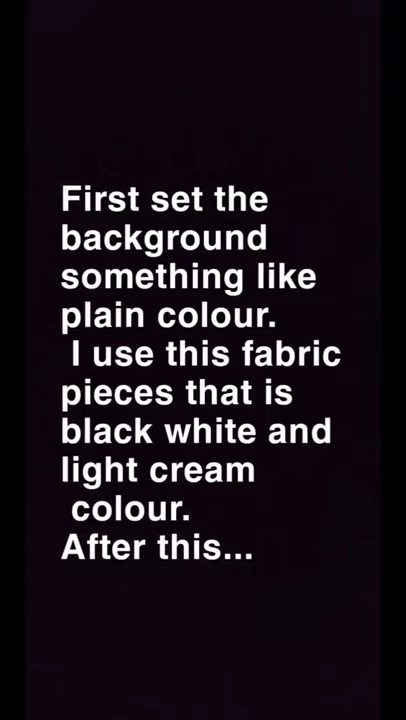 First set the
background
something like
plain colour.
I use this fabric
pieces that is
black white and
light cream
colour.
After this...